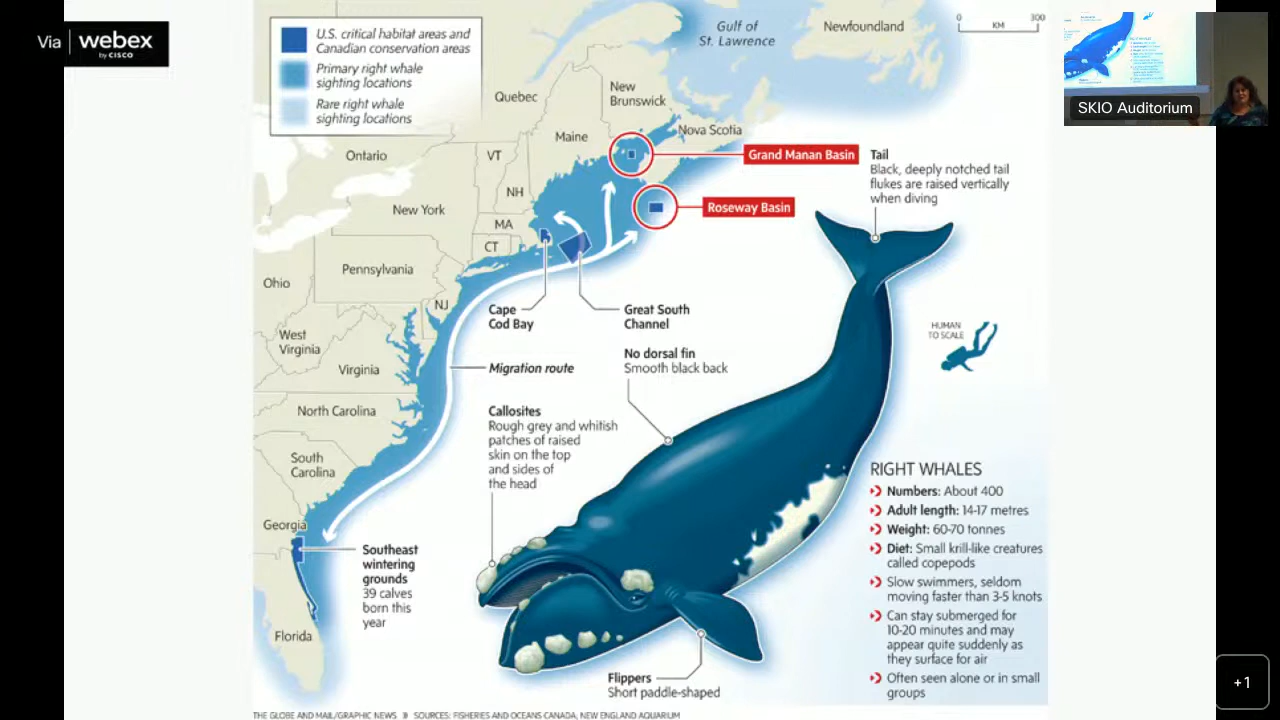 Via webex
by CISCO
U.S. critical habitat areas and
Canadian conservation areas
Primary right whale
sighting locations
Rare right whale
sighting locations
Gulf of
St. Lawrence
Newfoundland
0 300
KM
SKIO Auditorium
Quebec
New
Brunswick
Maine
Nova Scotia
Ontario
VT
NH
New York
MA
CT
Pennsylvania
Ohio
NJ
West
Virginia
Virginia
North Carolina
South
Carolina
Georgia
Florida
Grand Manan Basin
Roseway Basin
Cape
Cod Bay
Great South
Channel
Migration route
Southeast
wintering
grounds
39 calves
born this
year
Tail
Black, deeply notched tail
flukes are raised vertically
when diving
HUMAN
TO SCALE
No dorsal fin
Smooth black back
Callosites
Rough grey and whitish
patches of raised
skin on the top
and sides of
the head
Flippers
Short paddle-shaped
RIGHT WHALES
Numbers: About 400
Adult length: 14-17 metres
Weight: 60-70 tonnes
Diet: Small krill-like creatures
called copepods
Slow swimmers, seldom
moving faster than 3-5 knots
Can stay submerged for
10-20 minutes and may
appear quite suddenly as
they surface for air
Often seen alone or in small
groups
+1
THE GLOBE AND MAIL/GRAPHIC NEWS SOURCES: FISHERIES AND OCEANS CANADA; NEW ENGLAND AQUARIUM